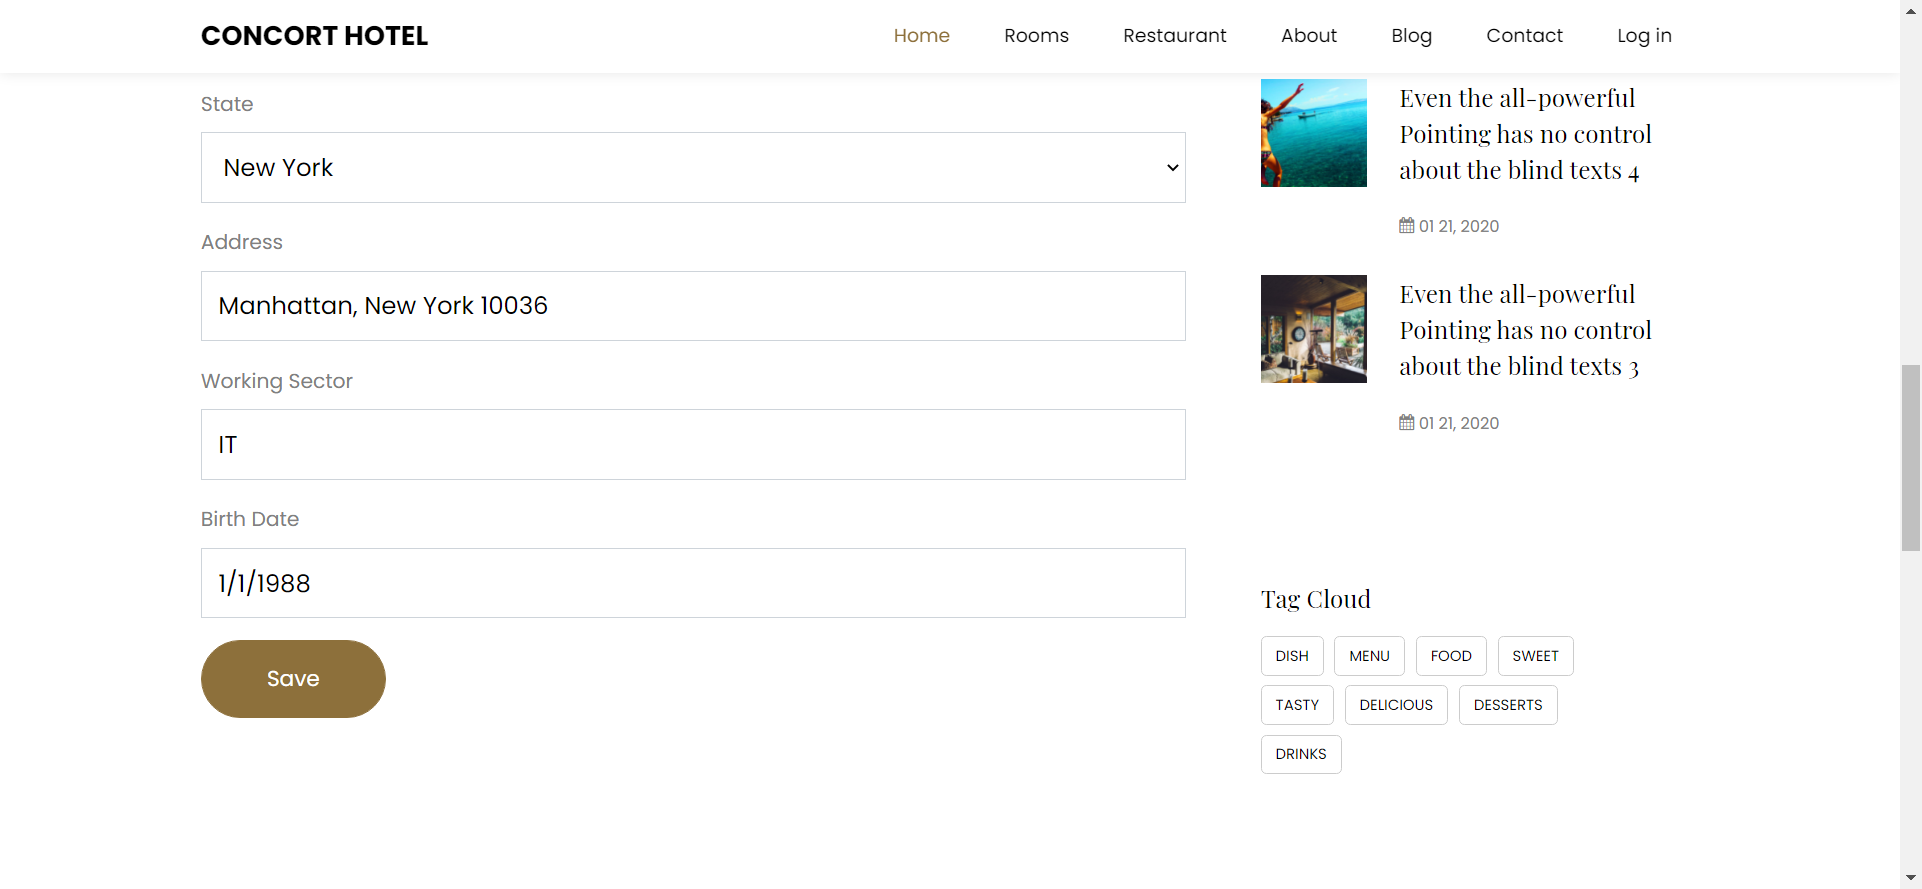 CONCORT HOTEL
Home Rooms Restaurant About Blog Contact Log in
State
New York
Address
Manhattan, New York 10036
Working Sector
IT
Birth Date
1/1/1988
Save
Even the all-powerful
Pointing has no control
about the blind texts 4
01 21, 2020
Even the all-powerful
Pointing has no control
about the blind texts 3
01 21, 2020
Tag Cloud
DISH MENU FOOD SWEET
TASTY DELICIOUS DESSERTS
DRINKS